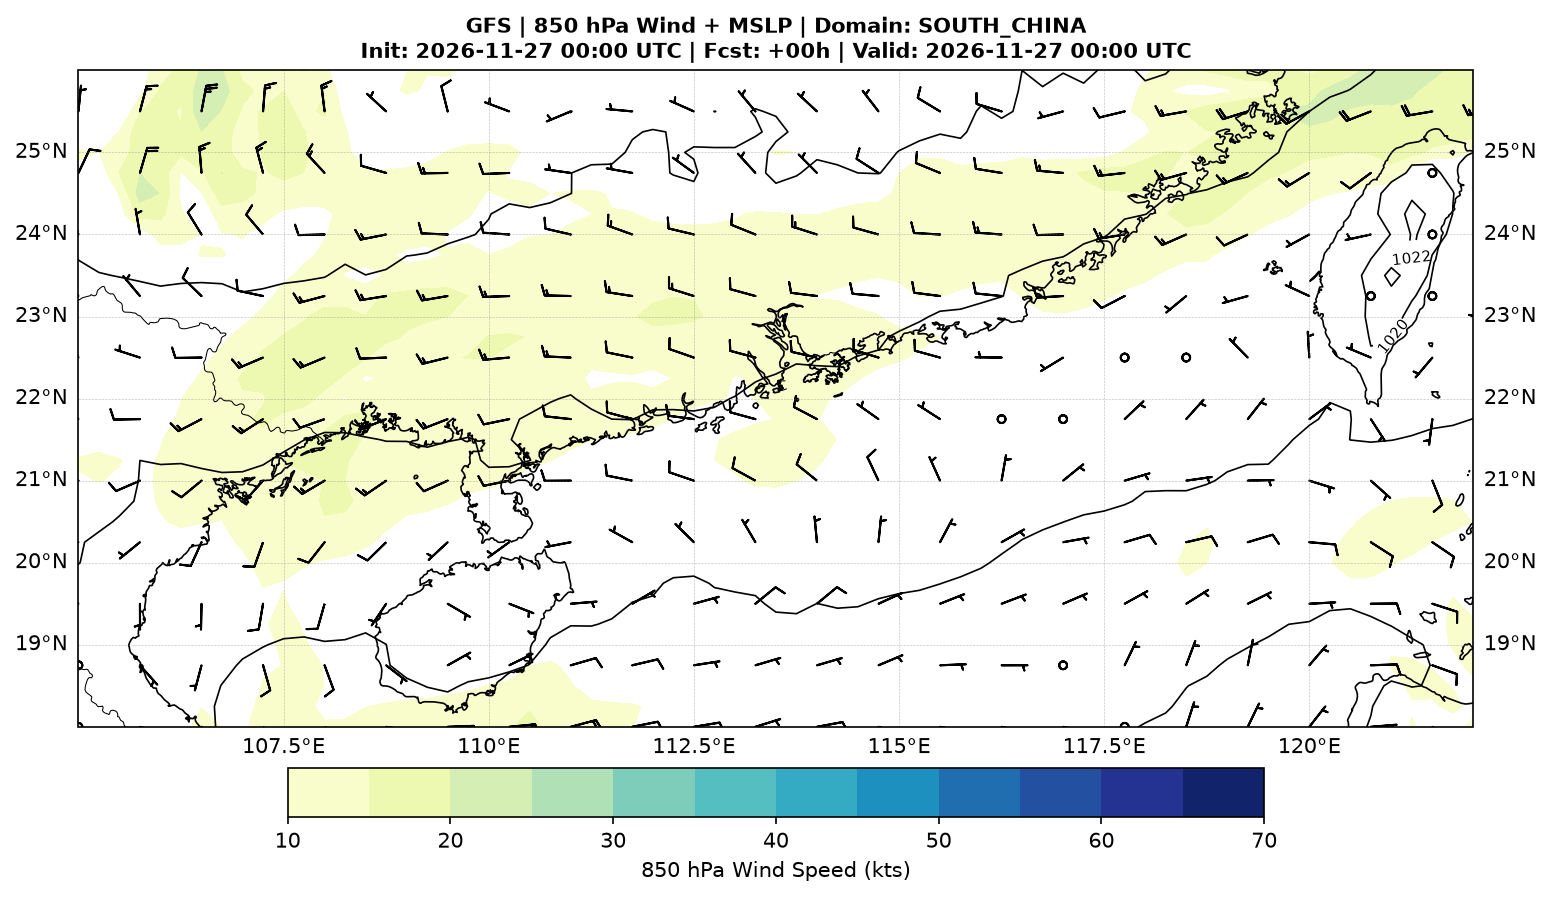 GFS | 850 hPa Wind + MSLP | Domain: SOUTH_CHINA
Init: 2026-11-27 00:00 UTC | Fcst: +00h | Valid: 2026-11-27 00:00 UTC
25°N 25°N
24°N 24°N
1022
23°N 23°N
1020
22°N 22°N
21°N 21°N
20°N 20°N
19°N 19°N
107.5°E 110°E 112.5°E 115°E 117.5°E 120°E
10 20 30 40 50 60 70
850 hPa Wind Speed (kts)